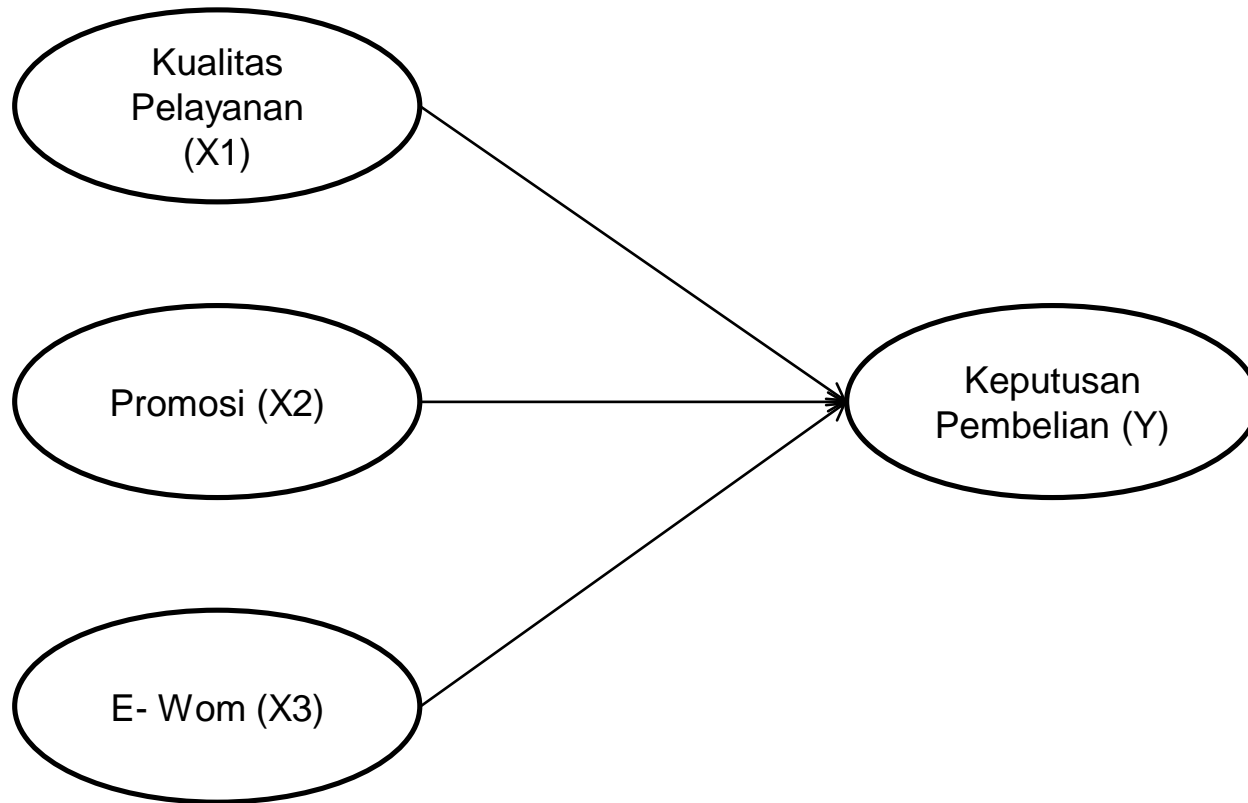 Kualitas
Pelayanan
(X1)
Promosi (X2)
Keputusan
Pembelian (Y)
E- Wom (X3)